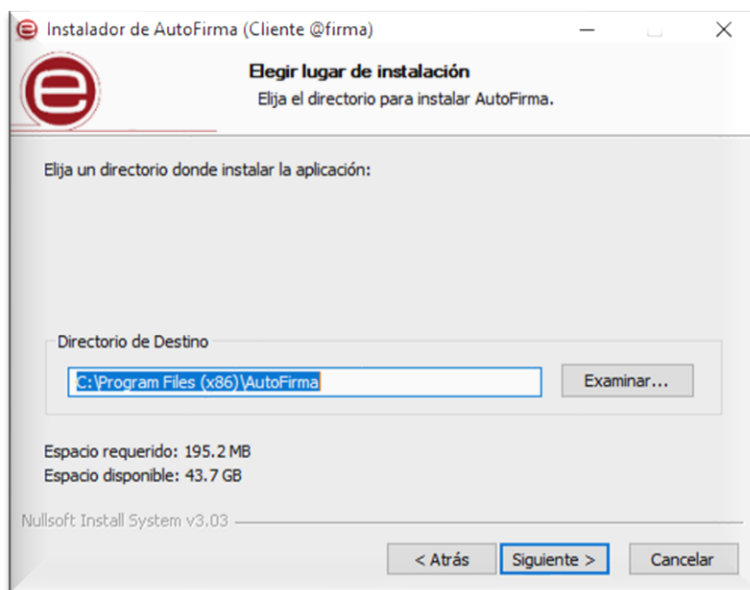 Instalador de AutoFirma (Cliente @firma)
Elegir lugar de instalación
Elija el directorio para instalar AutoFirma.
Elija un directorio donde instalar la aplicación:
Directorio de Destino
C:\Program Files (x86)\AutoFirma
Examinar...
Espacio requerido: 195.2 MB
Espacio disponible: 43.7 GB
Nullsoft Install System v3.03
< Atrás
Siguiente >
Cancelar